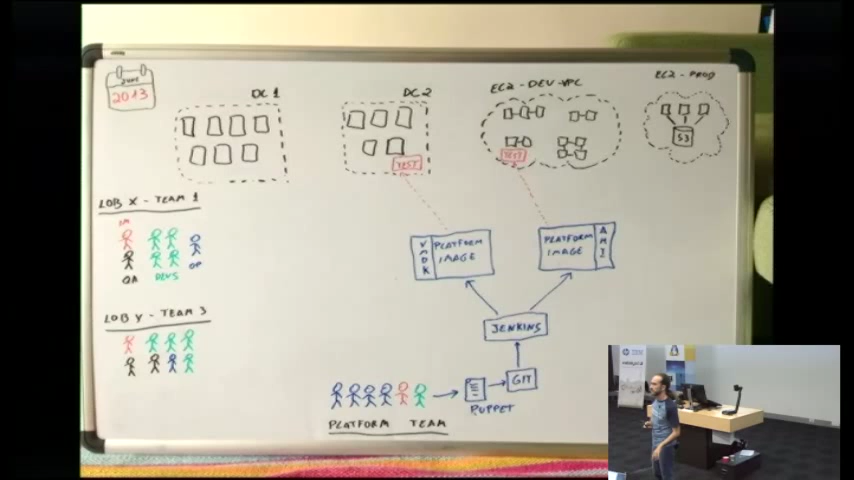 JUNE
2013
DC 1
DC 2
EC2 - DEV - VPC
EC2 - PROD
TEST
TEST
S3
LOB X - TEAM 1
QA
DEVS
OP
VMDK
PLATFORM
IMAGE
PLATFORM
IMAGE
AMI
LOB Y - TEAM 3
JENKINS
GIT
PUPPET
PLATFORM TEAM